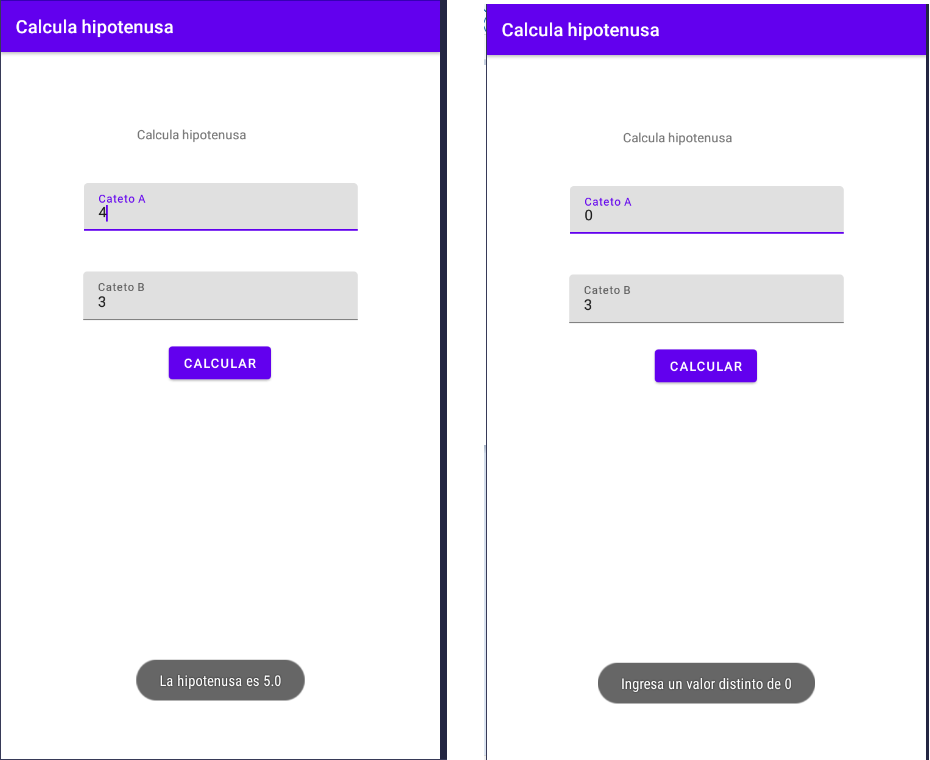 Calcula hipotenusa
Calcula hipotenusa
Cateto A
4
Cateto B
3
CALCULAR
La hipotenusa es 5.0
Calcula hipotenusa
Calcula hipotenusa
Cateto A
0
Cateto B
3
CALCULAR
Ingresa un valor distinto de 0